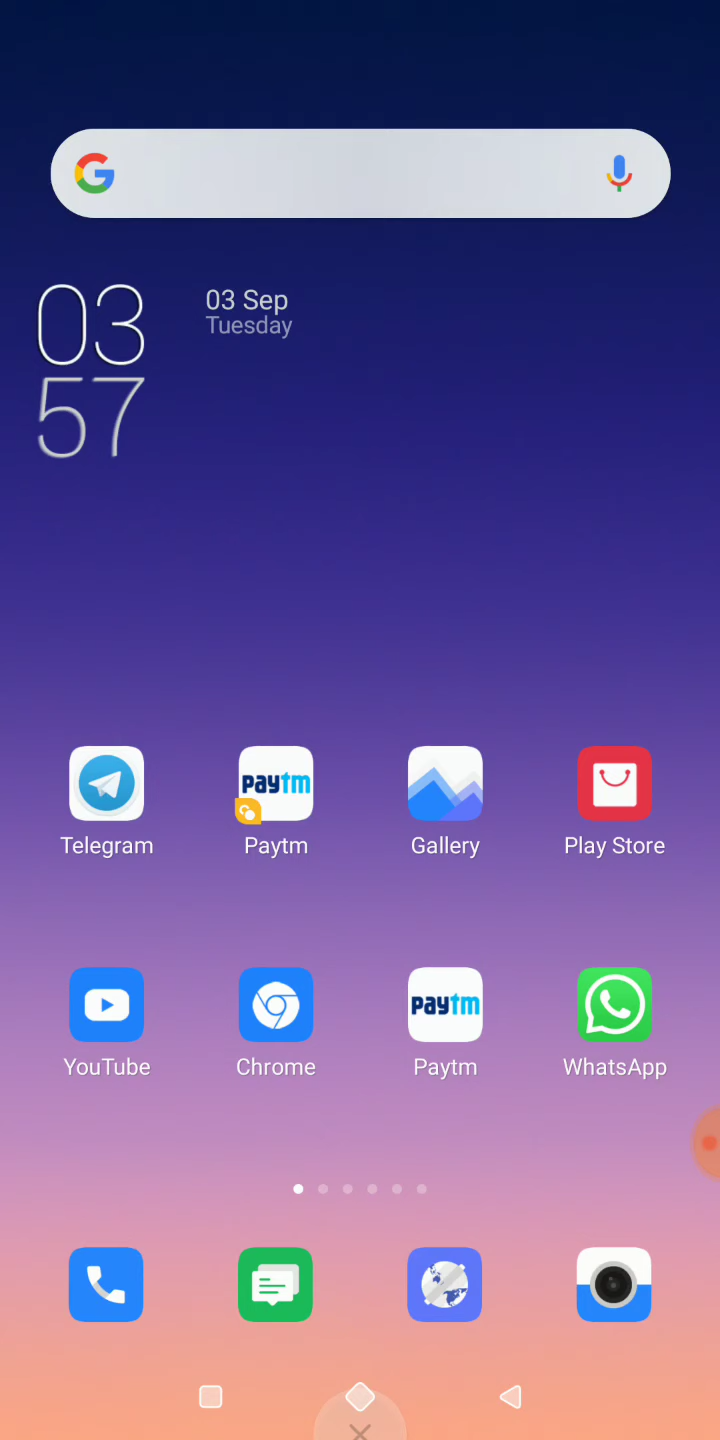 03
57
03 Sep
Tuesday
paytm
Telegram
Paytm
Gallery
Play Store
paytm
YouTube
Chrome
Paytm
WhatsApp